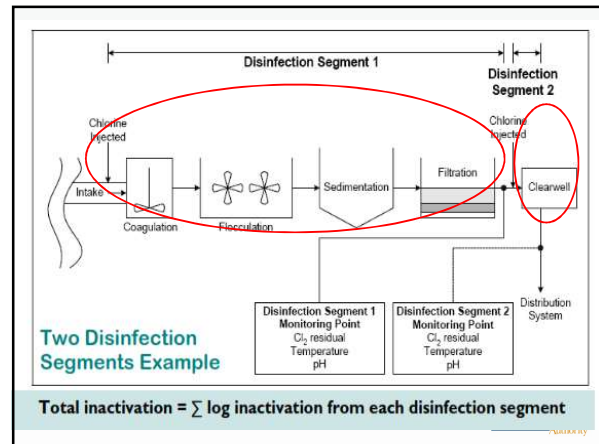 Disinfection Segment 1
Disinfection
Segment 2
Chlorine
Injected
Chlorine
Injected
Intake
Coagulation
Flocculation
Sedimentation
Filtration
Clearwell
Distribution
System
Disinfection Segment 1
Monitoring Point
Cl₂ residual
Temperature
pH
Disinfection Segment 2
Monitoring Point
Cl₂ residual
Temperature
pH
Two Disinfection
Segments Example
Total inactivation = ∑ log inactivation from each disinfection segment
Authority